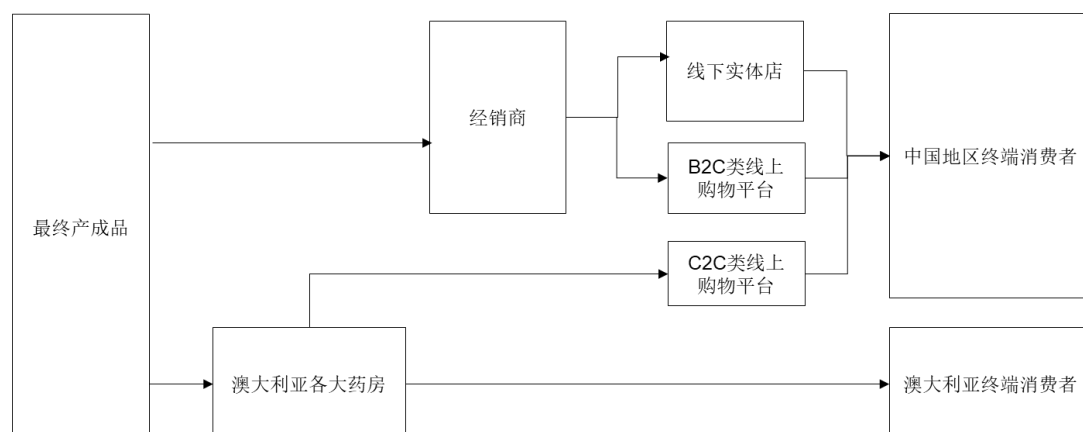 最终产成品
经销商
线下实体店
B2C类线上
购物平台
C2C类线上
购物平台
中国地区终端消费者
澳大利亚各大药房
澳大利亚终端消费者